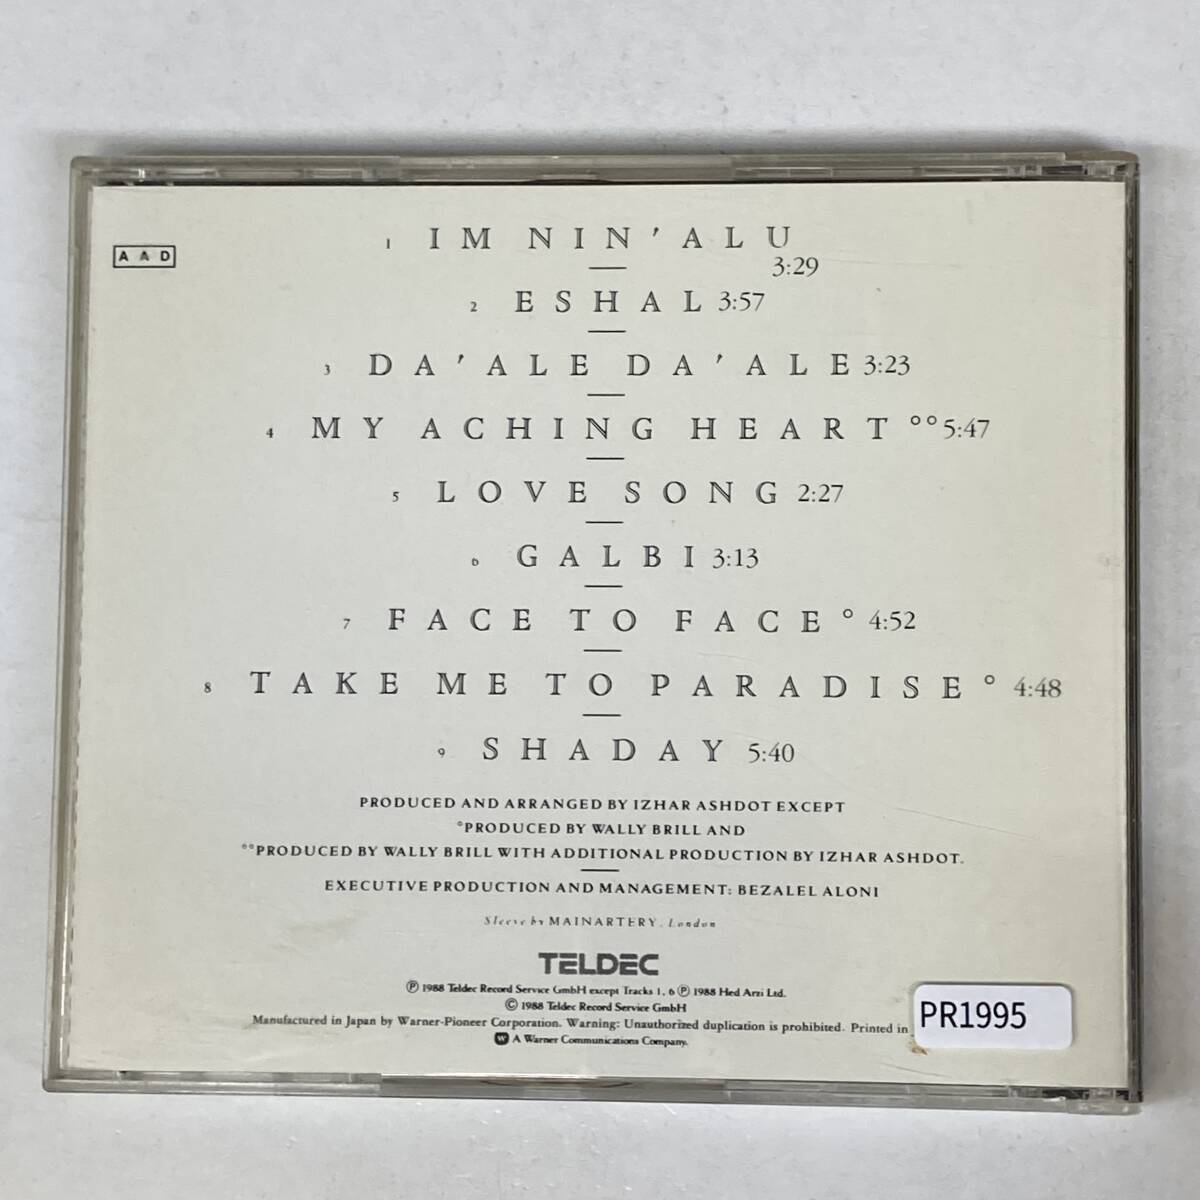 AAD
1 IM NIN'ALU
3:29
2 ESHAL 3:57
3 DA'ALE DA'ALE 3:23
4 MY ACHING HEART °° 5:47
5 LOVE SONG 2:27
6 GALBI 3:13
7 FACE TO FACE ° 4:52
8 TAKE ME TO PARADISE ° 4:48
9 SHADAY 5:40
PRODUCED AND ARRANGED BY IZHAR ASHDOT EXCEPT
°PRODUCED BY WALLY BRILL AND
°°PRODUCED BY WALLY BRILL WITH ADDITIONAL PRODUCTION BY IZHAR ASHDOT.
EXECUTIVE PRODUCTION AND MANAGEMENT: BEZALEL ALONI
Sleeve by MAINARTERY, London
TELDEC
Ⓟ 1988 Teldec Record Service GmbH except Tracks 1, 6 Ⓟ 1988 Hed Arzi Ltd.
© 1988 Teldec Record Service GmbH
Manufactured in Japan by Warner-Pioneer Corporation. Warning: Unauthorized duplication is prohibited. Printed in
A Warner Communications Company.
PR1995